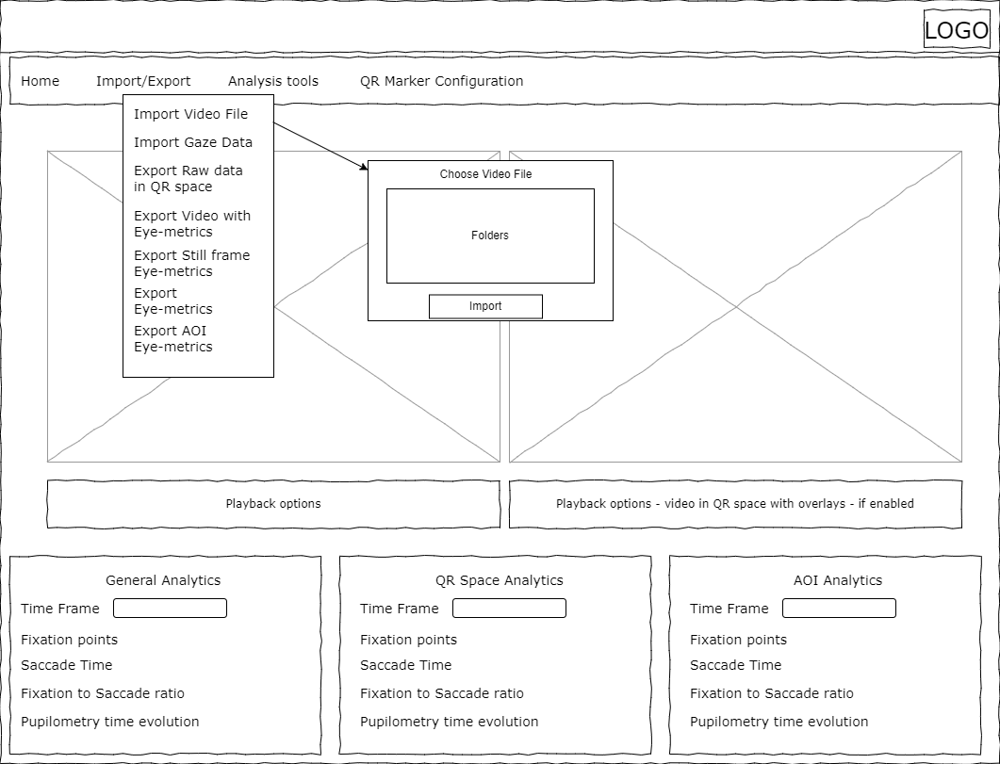 LOGO
Home
Import/Export
Analysis tools
QR Marker Configuration
Import Video File
Import Gaze Data
Export Raw data
in QR space
Export Video with
Eye-metrics
Export Still frame
Eye-metrics
Export
Eye-metrics
Export AOI
Eye-metrics
Choose Video File
Folders
Import
Playback options
Playback options - video in QR space with overlays - if enabled
General Analytics
Time Frame
Fixation points
Saccade Time
Fixation to Saccade ratio
Pupilometry time evolution
QR Space Analytics
Time Frame
Fixation points
Saccade Time
Fixation to Saccade ratio
Pupilometry time evolution
AOI Analytics
Time Frame
Fixation points
Saccade Time
Fixation to Saccade ratio
Pupilometry time evolution